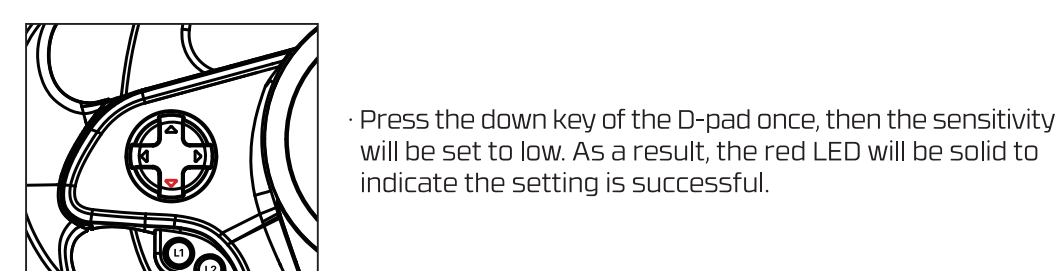 · Press the down key of the D-pad once, then the sensitivity
will be set to low. As a result, the red LED will be solid to
indicate the setting is successful.
L1
L2